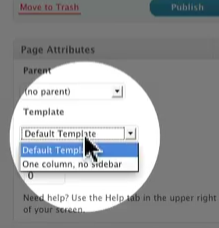 Move to Trash
Publish
Page Attributes
Parent
(no parent)
Template
Default Template
Default Templ
One column, no sidebar
0
Need help? Use the Help tab in the upper right
of your screen.